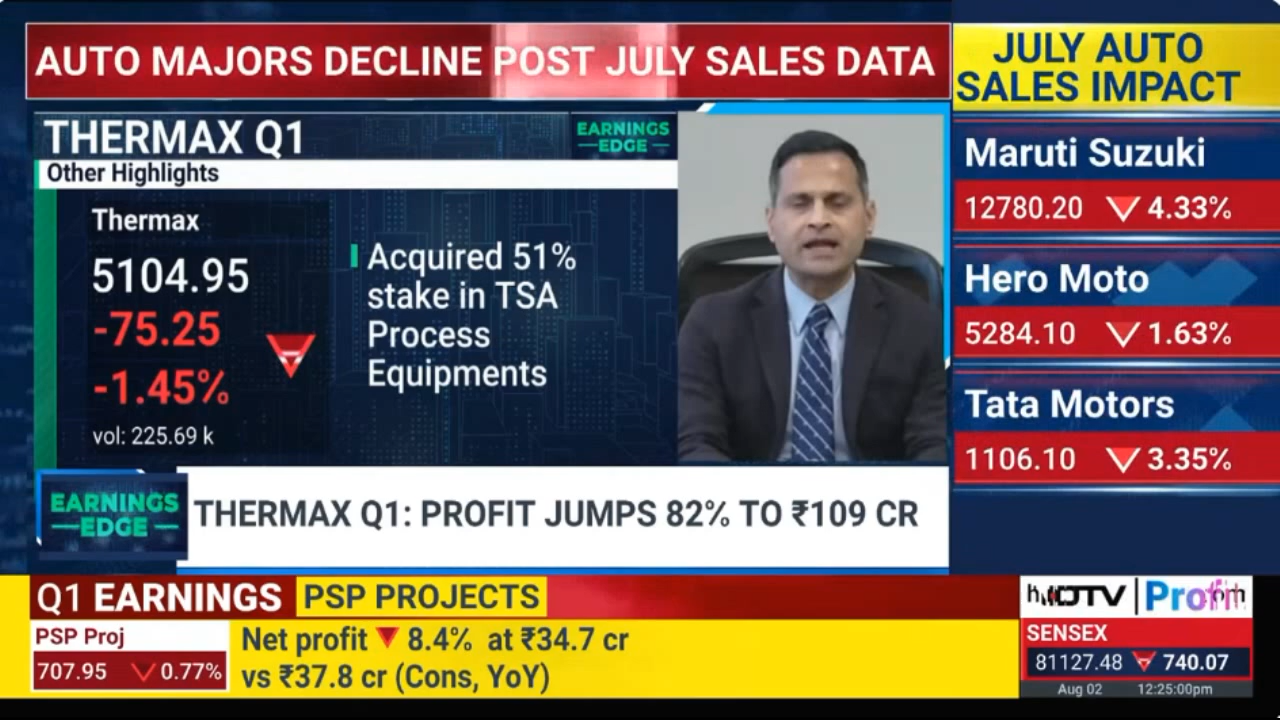 AUTO MAJORS DECLINE POST JULY SALES DATA
JULY AUTO
SALES IMPACT
THERMAX Q1
EARNINGS
EDGE
Other Highlights
Thermax
5104.95
-75.25
-1.45%
vol: 225.69 k
Acquired 51%
stake in TSA
Process
Equipments
Maruti Suzuki
12780.20 4.33%
Hero Moto
5284.10 1.63%
Tata Motors
1106.10 3.35%
EARNINGS
EDGE
THERMAX Q1: PROFIT JUMPS 82% TO ₹109 CR
Q1 EARNINGS PSP PROJECTS
PSP Proj
707.95 0.77%
Net profit 8.4% at ₹34.7 cr
vs ₹37.8 cr (Cons, YoY)
NDTV Profit
SENSEX
81127.48 740.07
Aug 02 12:25:00pm